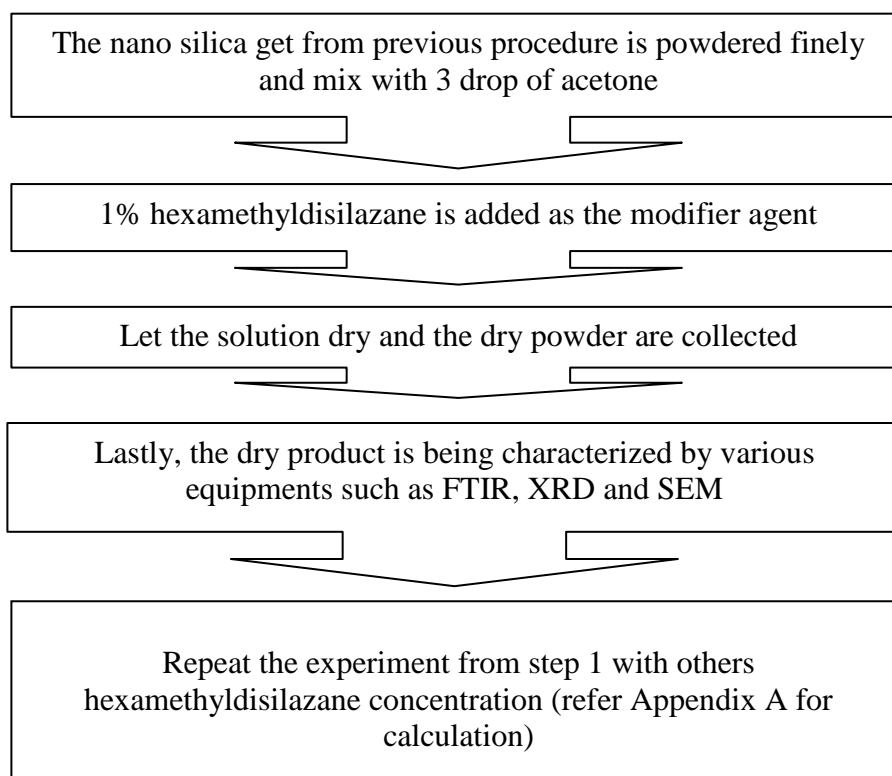 The nano silica get from previous procedure is powdered finely
and mix with 3 drop of acetone
1% hexamethyldisilazane is added as the modifier agent
Let the solution dry and the dry powder are collected
Lastly, the dry product is being characterized by various
equipments such as FTIR, XRD and SEM
Repeat the experiment from step 1 with others
hexamethyldisilazane concentration (refer Appendix A for
calculation)